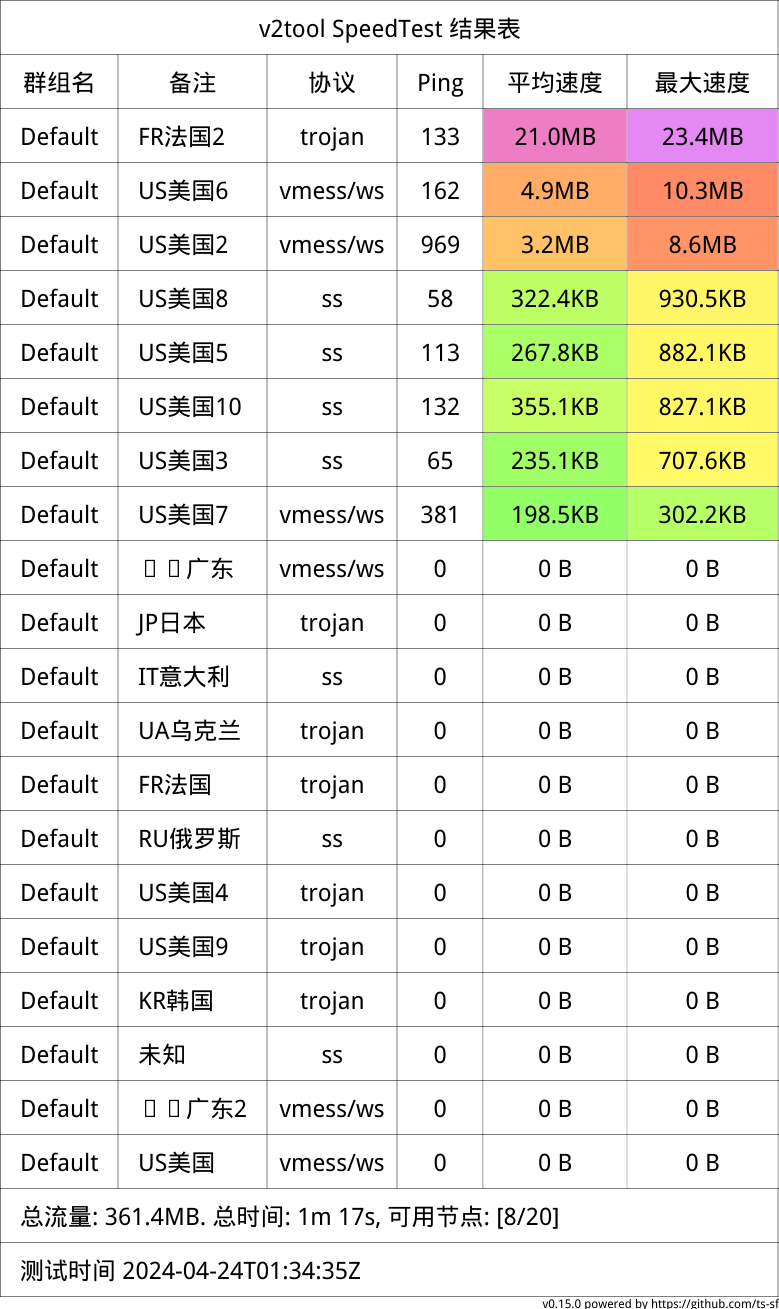 v2tool SpeedTest 结果表
群组名 备注 协议 Ping 平均速度 最大速度
Default FR法国2 trojan 133 21.0MB 23.4MB
Default US美国6 vmess/ws 162 4.9MB 10.3MB
Default US美国2 vmess/ws 969 3.2MB 8.6MB
Default US美国8 ss 58 322.4KB 930.5KB
Default US美国5 ss 113 267.8KB 882.1KB
Default US美国10 ss 132 355.1KB 827.1KB
Default US美国3 ss 65 235.1KB 707.6KB
Default US美国7 vmess/ws 381 198.5KB 302.2KB
Default 广东 vmess/ws 0 0 B 0 B
Default JP日本 trojan 0 0 B 0 B
Default IT意大利 ss 0 0 B 0 B
Default UA乌克兰 trojan 0 0 B 0 B
Default FR法国 trojan 0 0 B 0 B
Default RU俄罗斯 ss 0 0 B 0 B
Default US美国4 trojan 0 0 B 0 B
Default US美国9 trojan 0 0 B 0 B
Default KR韩国 trojan 0 0 B 0 B
Default 未知 ss 0 0 B 0 B
Default 广东2 vmess/ws 0 0 B 0 B
Default US美国 vmess/ws 0 0 B 0 B
总流量: 361.4MB. 总时间: 1m 17s, 可用节点: [8/20]
测试时间 2024-04-24T01:34:35Z
v0.15.0 powered by https://github.com/ts-sf